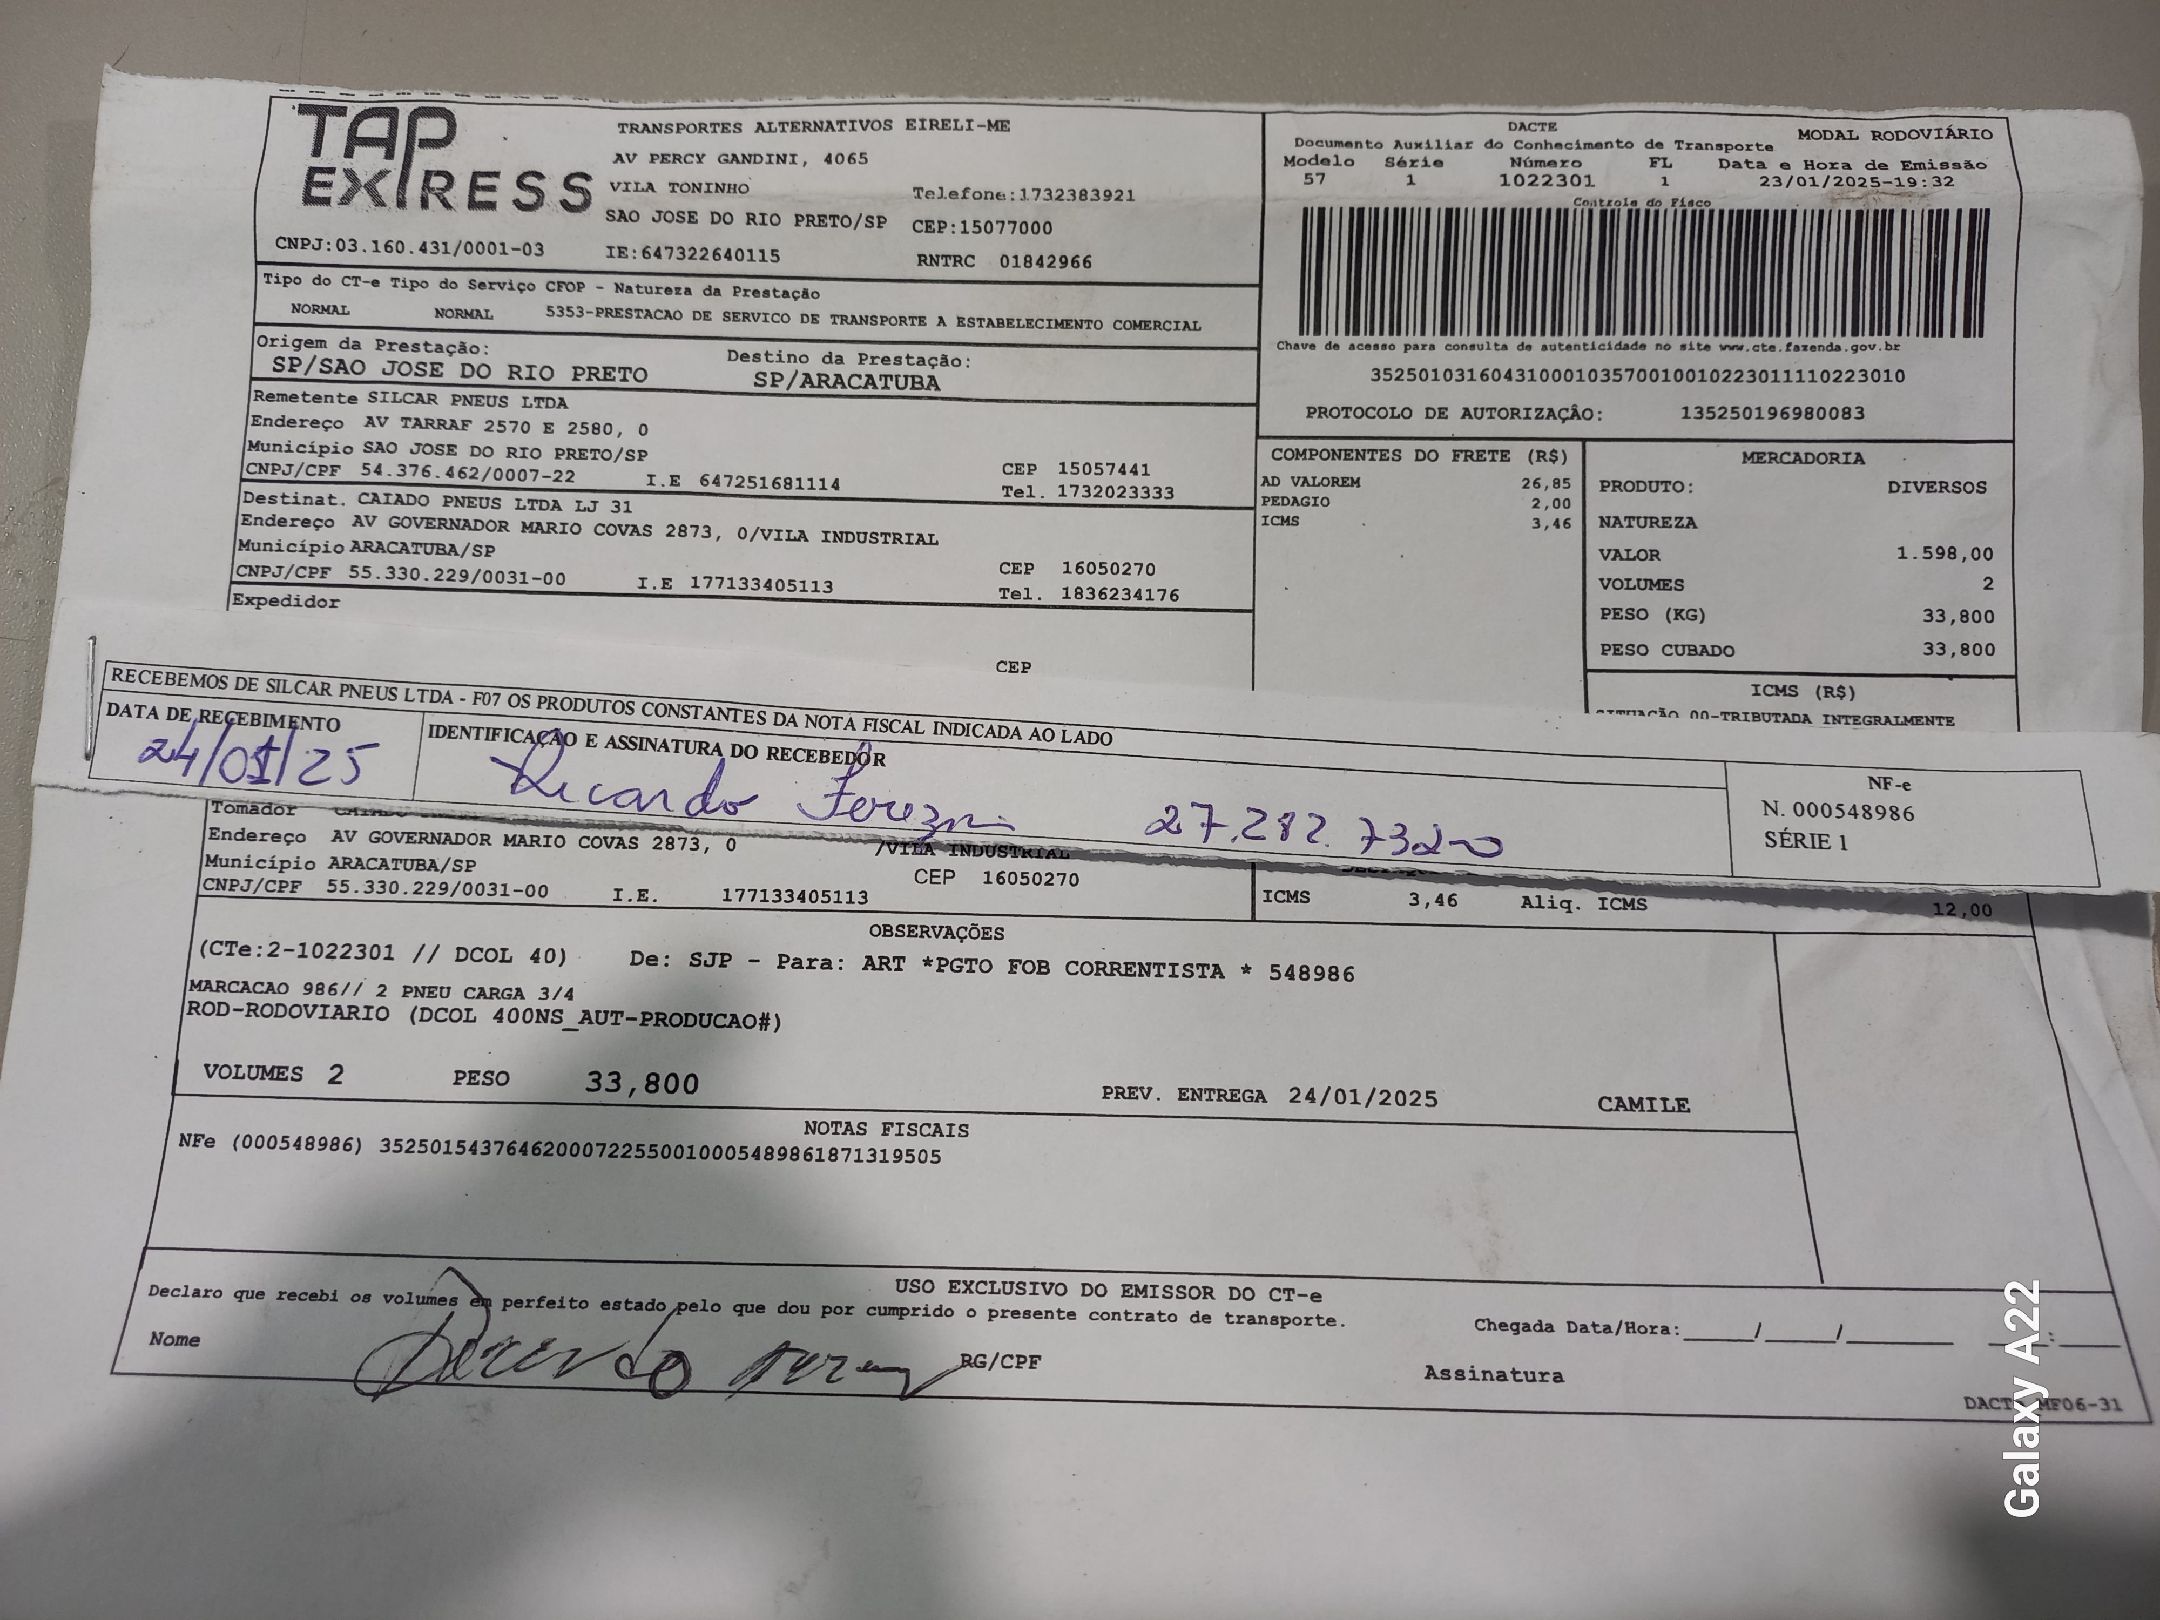 TAP EXPRESS
TRANSPORTES ALTERNATIVOS EIRELI-ME
AV PERCY GANDINI, 4065
VILA TONINHO
Telefone:1732383921
SAO JOSE DO RIO PRETO/SP CEP:15077000
CNPJ:03.160.431/0001-03 IE:647322640115 RNTRC 01842966
DACTE MODAL RODOVIÁRIO
Documento Auxiliar do Conhecimento de Transporte
Modelo Série Número FL Data e Hora de Emissão
57 1 1022301 1 23/01/2025-19:32
Controle do Fisco
Chave de acesso para consulta de autenticidade no site www.cte.fazenda.gov.br
35250103160431000103570010010223011110223010
PROTOCOLO DE AUTORIZAÇÂO: 135250196980083
Tipo do CT-e Tipo do Serviço CFOP - Natureza da Prestação
NORMAL NORMAL 5353-PRESTACAO DE SERVICO DE TRANSPORTE A ESTABELECIMENTO COMERCIAL
Origem da Prestação: Destino da Prestação:
SP/SAO JOSE DO RIO PRETO SP/ARACATUBA
Remetente SILCAR PNEUS LTDA
Endereço AV TARRAF 2570 E 2580, 0
Município SAO JOSE DO RIO PRETO/SP CEP 15057441
CNPJ/CPF 54.376.462/0007-22 I.E 647251681114 Tel. 1732023333
Destinat. CAIADO PNEUS LTDA LJ 31
Endereço AV GOVERNADOR MARIO COVAS 2873, 0/VILA INDUSTRIAL
Município ARACATUBA/SP CEP 16050270
CNPJ/CPF 55.330.229/0031-00 I.E 177133405113 Tel. 1836234176
Expedidor
CEP
COMPONENTES DO FRETE (R$)
AD VALOREM 26,85
PEDAGIO 2,00
ICMS 3,46
MERCADORIA
PRODUTO: DIVERSOS
NATUREZA
VALOR 1.598,00
VOLUMES 2
PESO (KG) 33,800
PESO CUBADO 33,800
ICMS (R$)
SITUAÇÃO 00-TRIBUTADA INTEGRALMENTE
RECEBEMOS DE SILCAR PNEUS LTDA - F07 OS PRODUTOS CONSTANTES DA NOTA FISCAL INDICADA AO LADO
DATA DE RECEBIMENTO IDENTIFICAÇÃO E ASSINATURA DO RECEBEDOR
24/01/25 Ricardo 27.282.7320
NF-e
N. 000548986
SÉRIE 1
Tomador
Endereço AV GOVERNADOR MARIO COVAS 2873, 0 /VILA INDUSTRIAL
Município ARACATUBA/SP CEP 16050270
CNPJ/CPF 55.330.229/0031-00 I.E. 177133405113
ICMS 3,46 Aliq. ICMS 12,00
OBSERVAÇÕES
(CTe:2-1022301 // DCOL 40) De: SJP - Para: ART *PGTO FOB CORRENTISTA * 548986
MARCACAO 986// 2 PNEU CARGA 3/4
ROD-RODOVIARIO (DCOL 400NS_AUT-PRODUCAO#)
VOLUMES 2 PESO 33,800 PREV. ENTREGA 24/01/2025 CAMILE
NOTAS FISCAIS
NFe (000548986) 35250154376462000722550010005489861871319505
USO EXCLUSIVO DO EMISSOR DO CT-e
Declaro que recebi os volumes em perfeito estado pelo que dou por cumprido o presente contrato de transporte.
Chegada Data/Hora:_____/_____/________ ____:____
Nome RG/CPF Assinatura
MF06-31
Galaxy A22